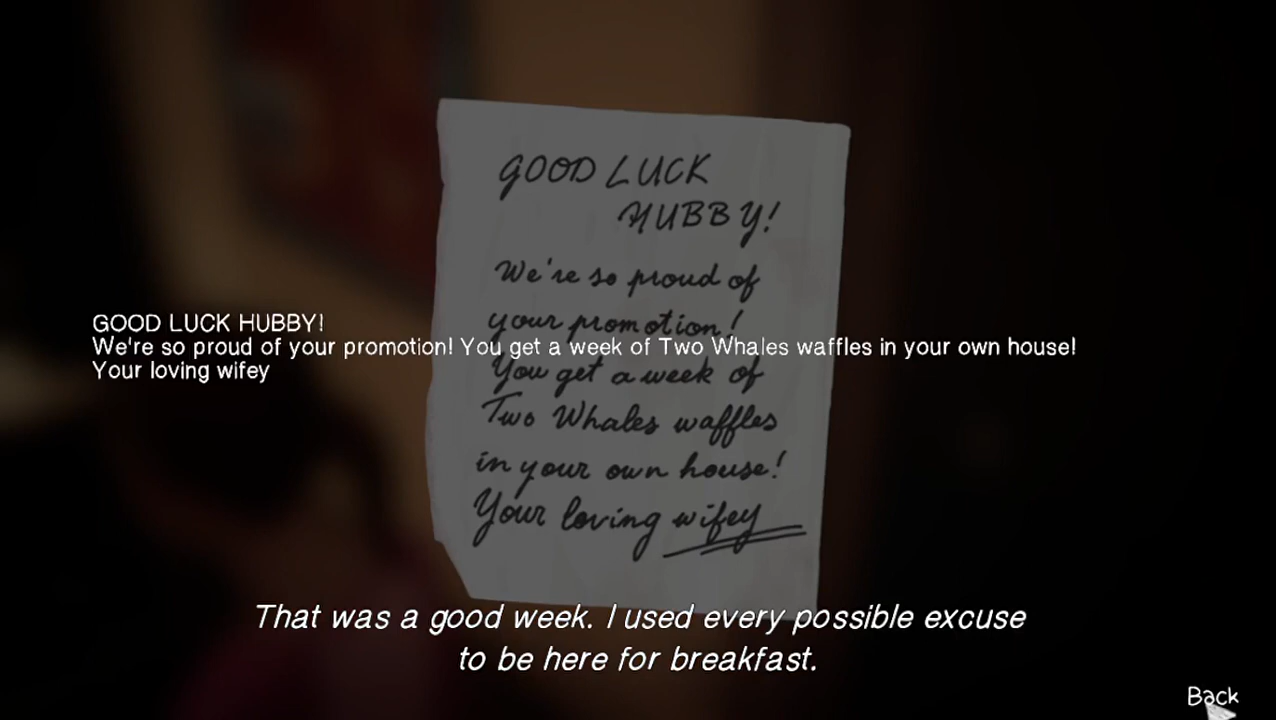 GOOD LUCK
HUBBY!
We're so proud of
your promotion!
You get a week of
Two Whales waffles
in your own house!
Your loving wifey
GOOD LUCK HUBBY!
We're so proud of your promotion! You get a week of Two Whales waffles in your own house!
Your loving wifey
That was a good week. I used every possible excuse
to be here for breakfast.
Back